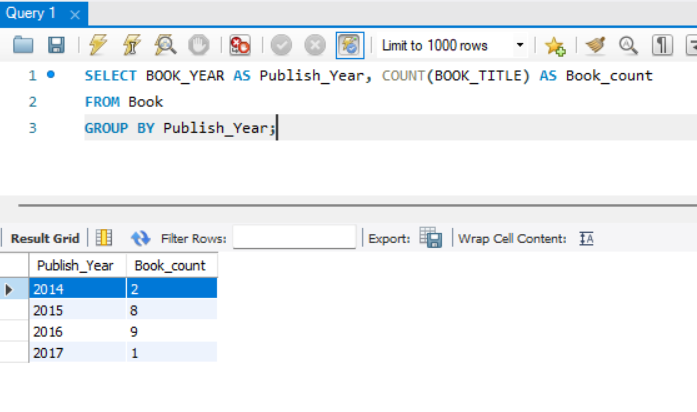 Query 1
Limit to 1000 rows
1 SELECT BOOK_YEAR AS Publish_Year, COUNT(BOOK_TITLE) AS Book_count
2 FROM Book
3 GROUP BY Publish_Year;
Result Grid Filter Rows: Export: Wrap Cell Content: IA
Publish_Year Book_count
2014 2
2015 8
2016 9
2017 1